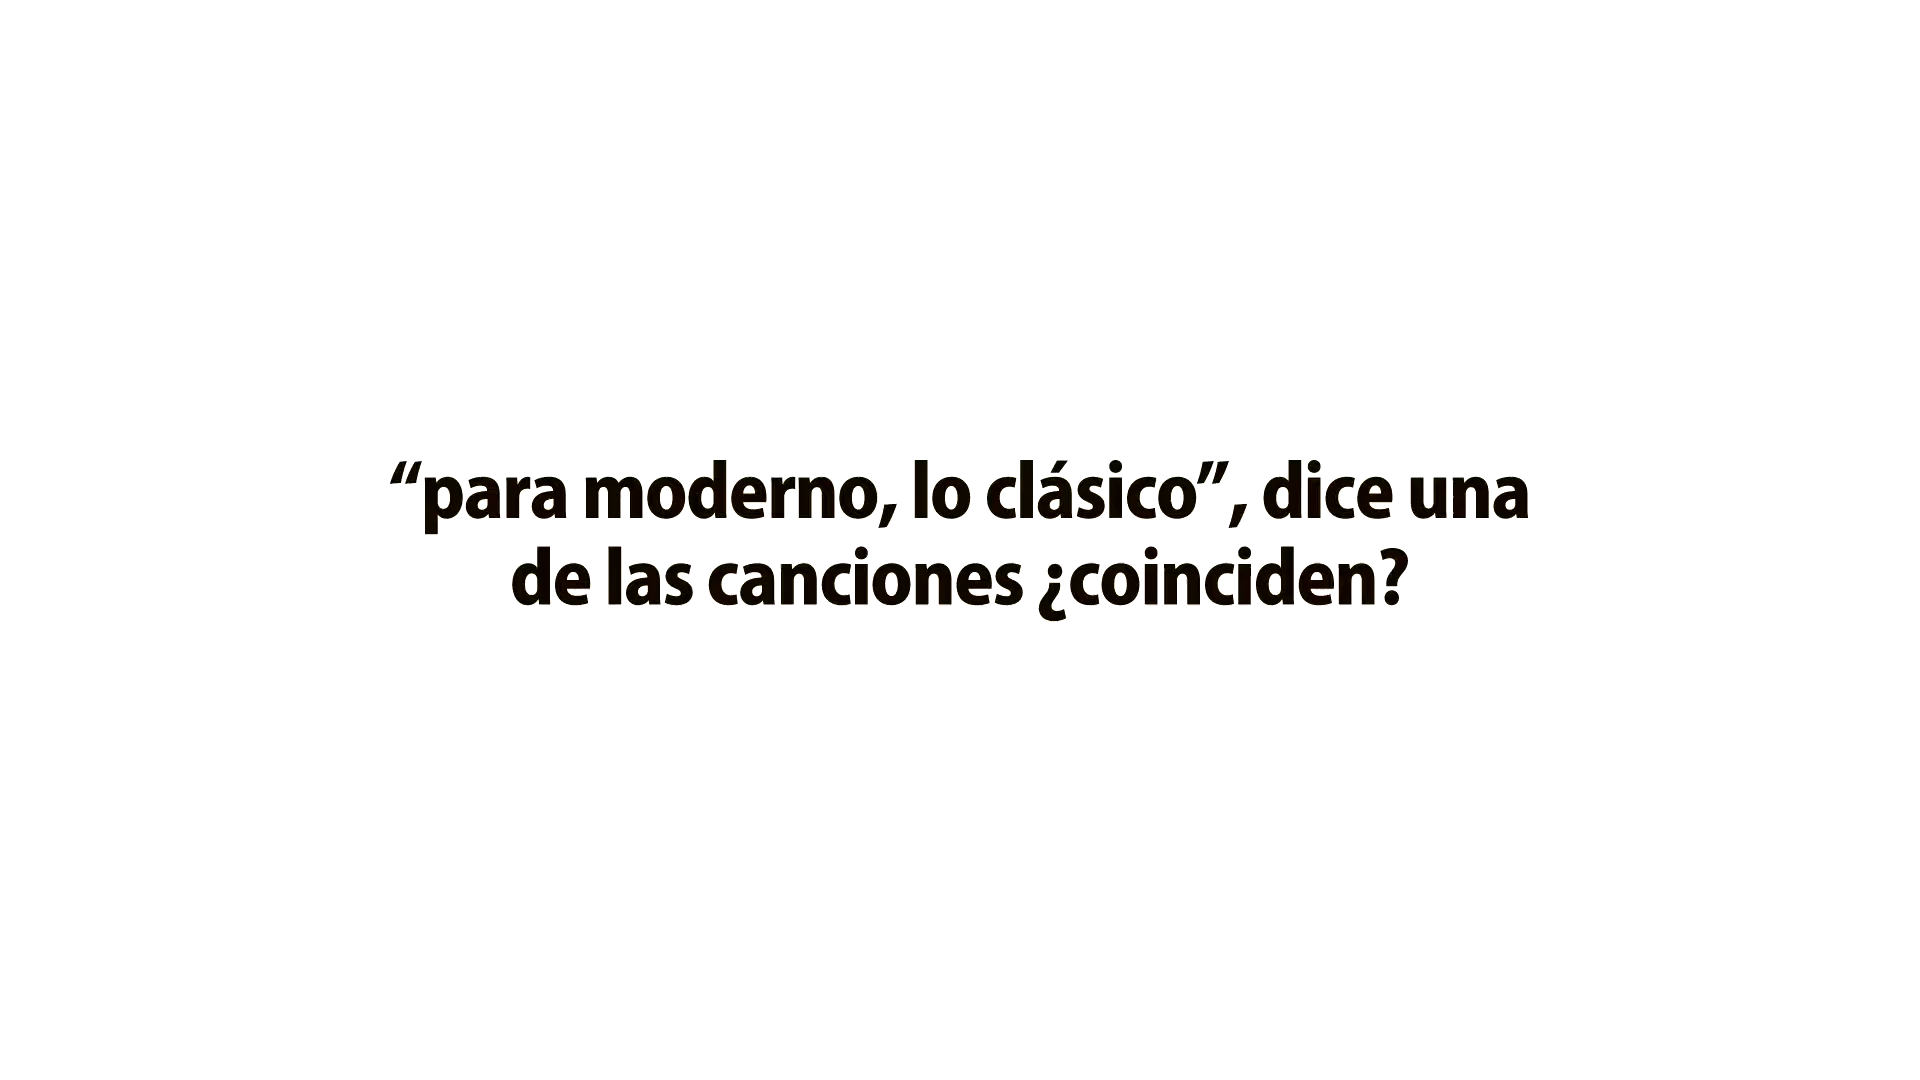 “para moderno, lo clásico”, dice una
de las canciones ¿coinciden?